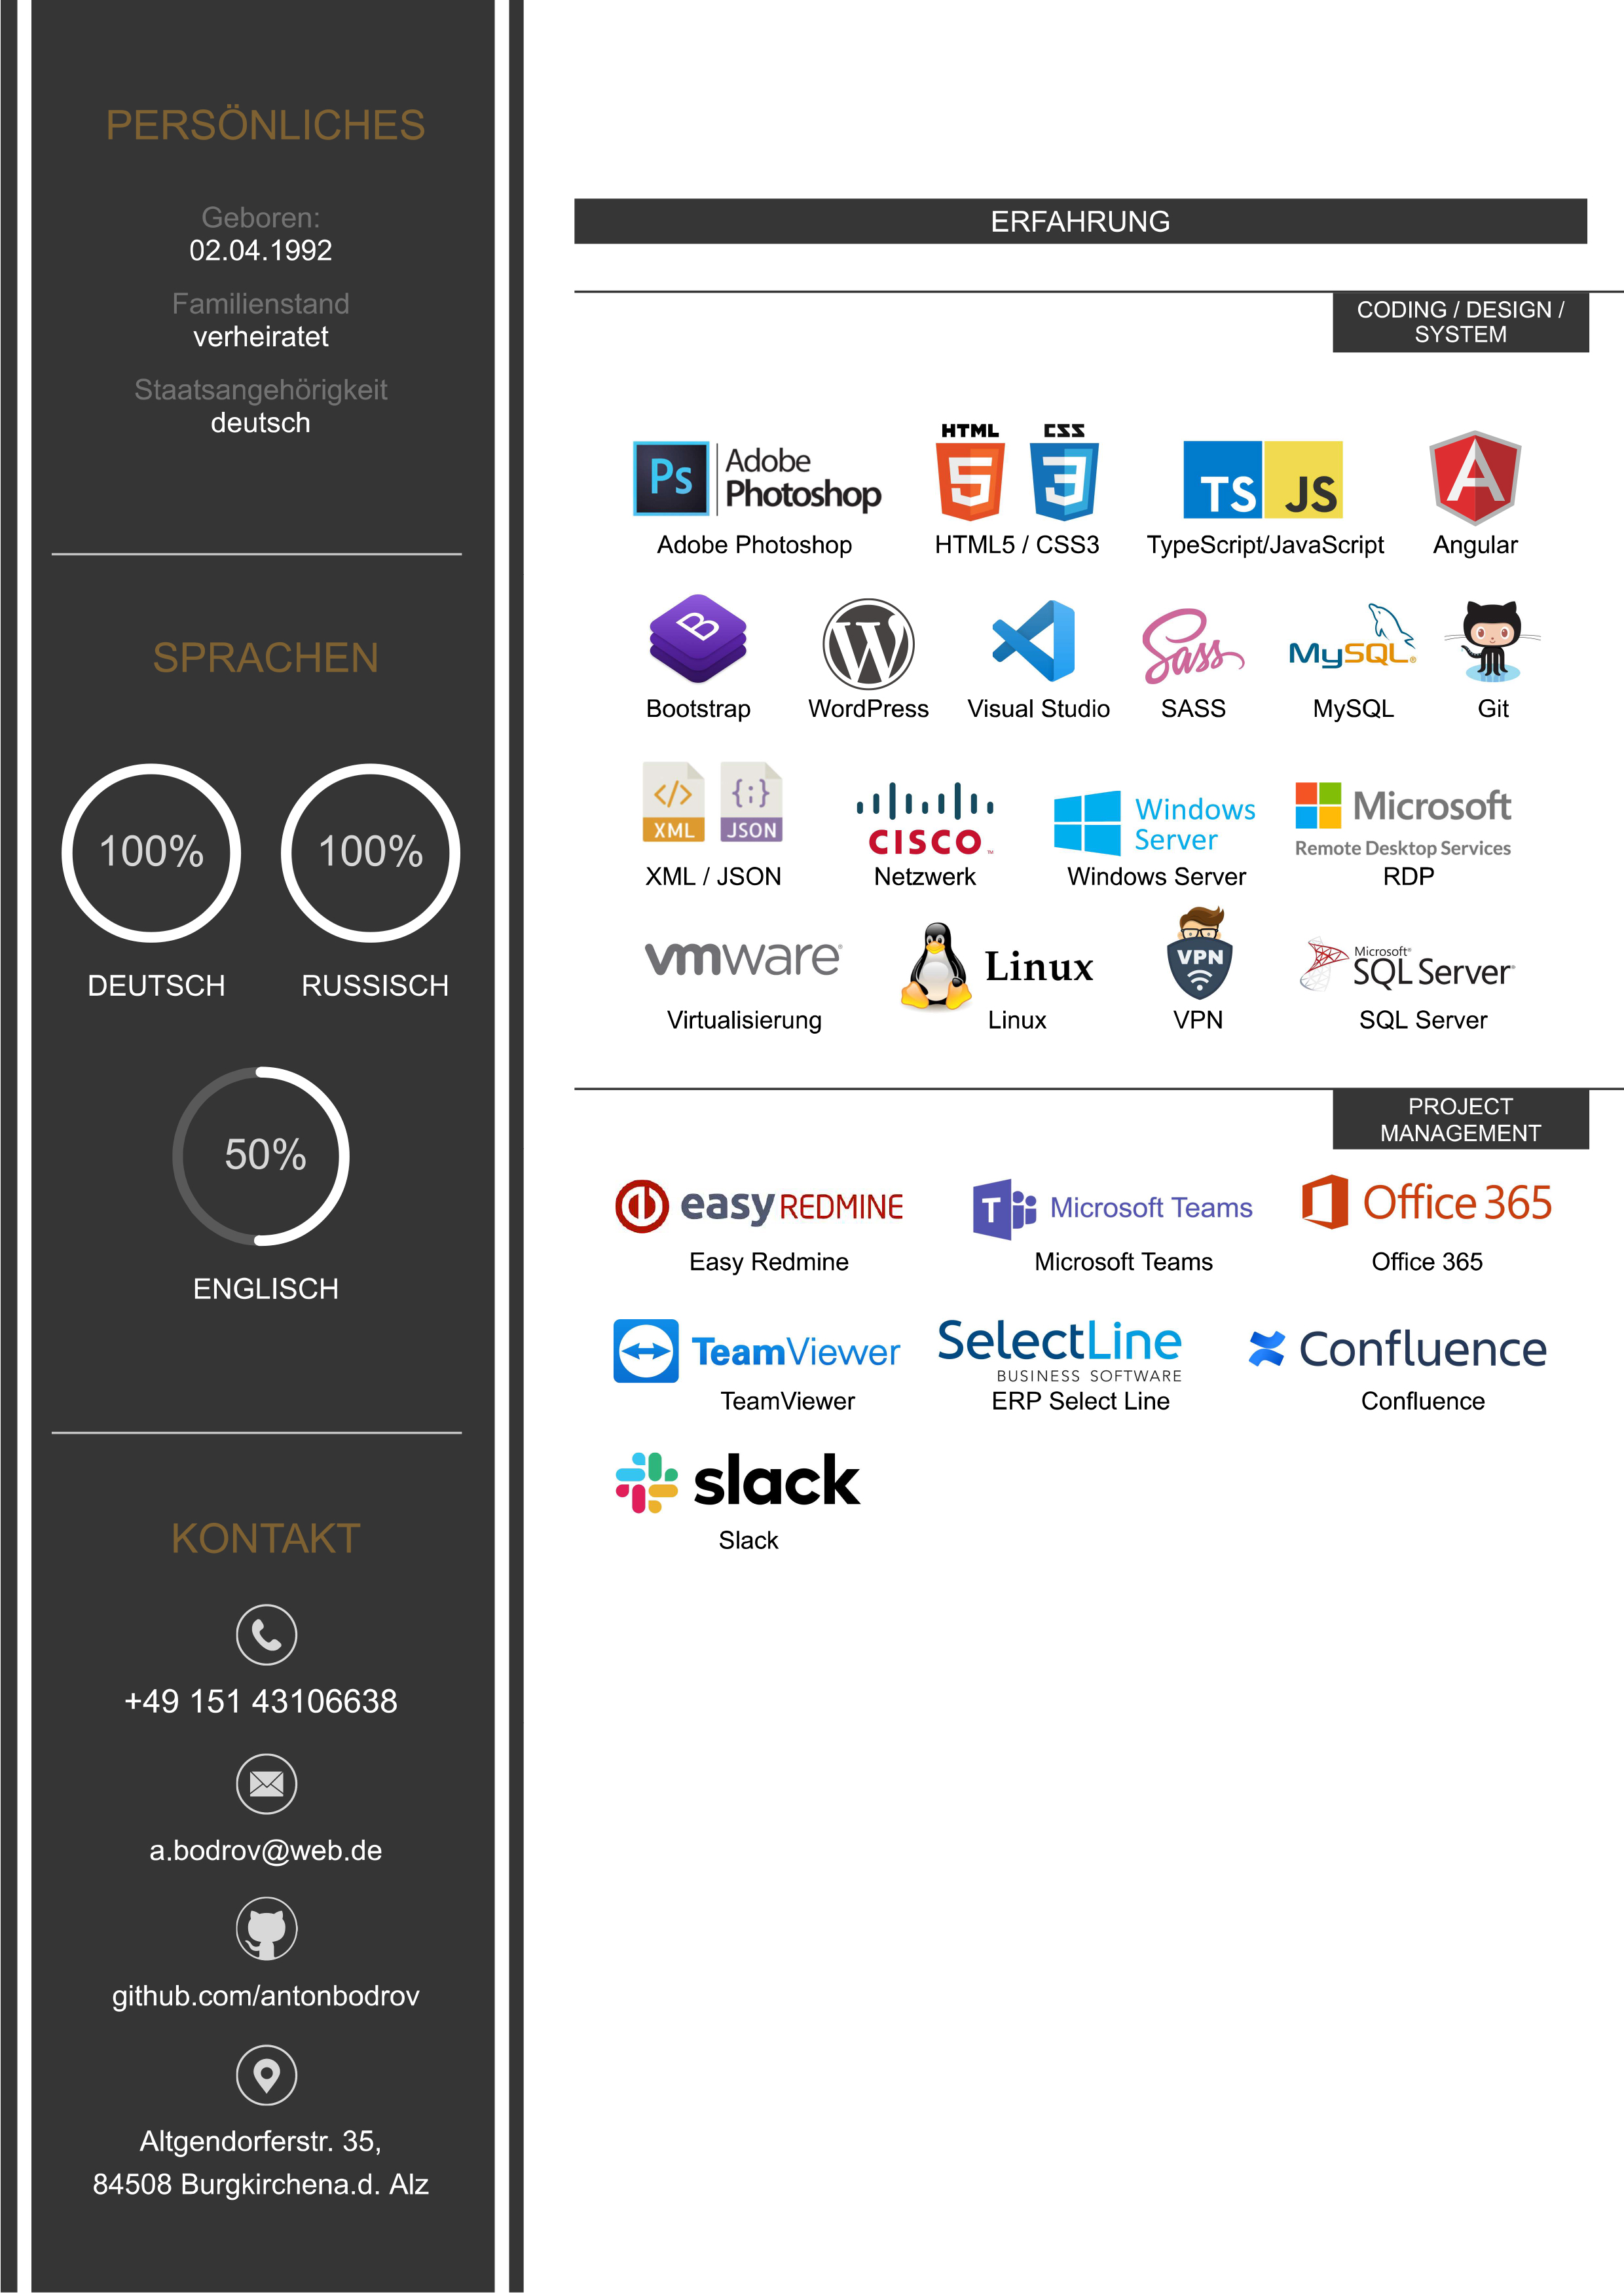 PERSÖNLICHES
Geboren:
02.04.1992
Familienstand
verheiratet
Staatsangehörigkeit
deutsch
SPRACHEN
100%
100%
DEUTSCH
RUSSISCH
50%
ENGLISCH
KONTAKT
+49 151 43106638
a.bodrov@web.de
github.com/antonbodrov
Altgendorferstr. 35,
84508 Burgkirchena.d. Alz
ERFAHRUNG
CODING / DESIGN /
SYSTEM
Ps
Adobe
Photoshop
HTML
5
CSS
3
TS JS
A
Adobe Photoshop
HTML5 / CSS3
TypeScript/JavaScript
Angular
B
W
Sass
MySQL®
Bootstrap
WordPress
Visual Studio
SASS
MySQL
Git
</>
XML
{;}
JSON
CISCO™
Windows
Server
Microsoft
Remote Desktop Services
XML / JSON
Netzwerk
Windows Server
RDP
vmware®
Linux
VPN
Microsoft®
SQL Server®
Virtualisierung
Linux
VPN
SQL Server
PROJECT
MANAGEMENT
easy REDMINE
T
Microsoft Teams
Office 365
Easy Redmine
Microsoft Teams
Office 365
TeamViewer
SelectLine
BUSINESS SOFTWARE
Confluence
TeamViewer
ERP Select Line
Confluence
slack
Slack